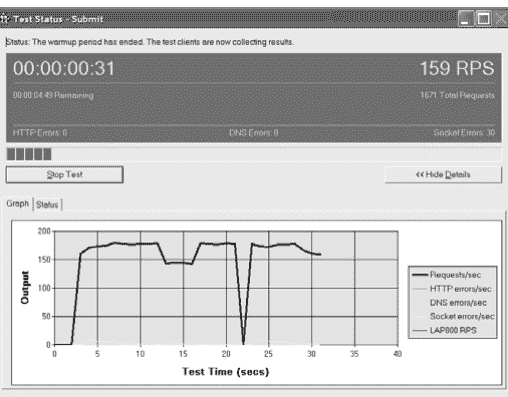 Test Status - Submit
Status: The warmup period has ended. The test clients are now collecting results.
00:00:00:31
159 RPS
00:00:04:49 Remaining
1671 Total Requests
HTTP Errors: 0
DNS Errors: 0
Socket Errors: 30
Stop Test
<< Hide Details
Graph
Status
200
150
100
50
0
Output
0 5 10 15 20 25 30 35 40
Test Time (secs)
Requests/sec
HTTP errors/sec
DNS errors/sec
Socket errors/sec
LAP800 RPS